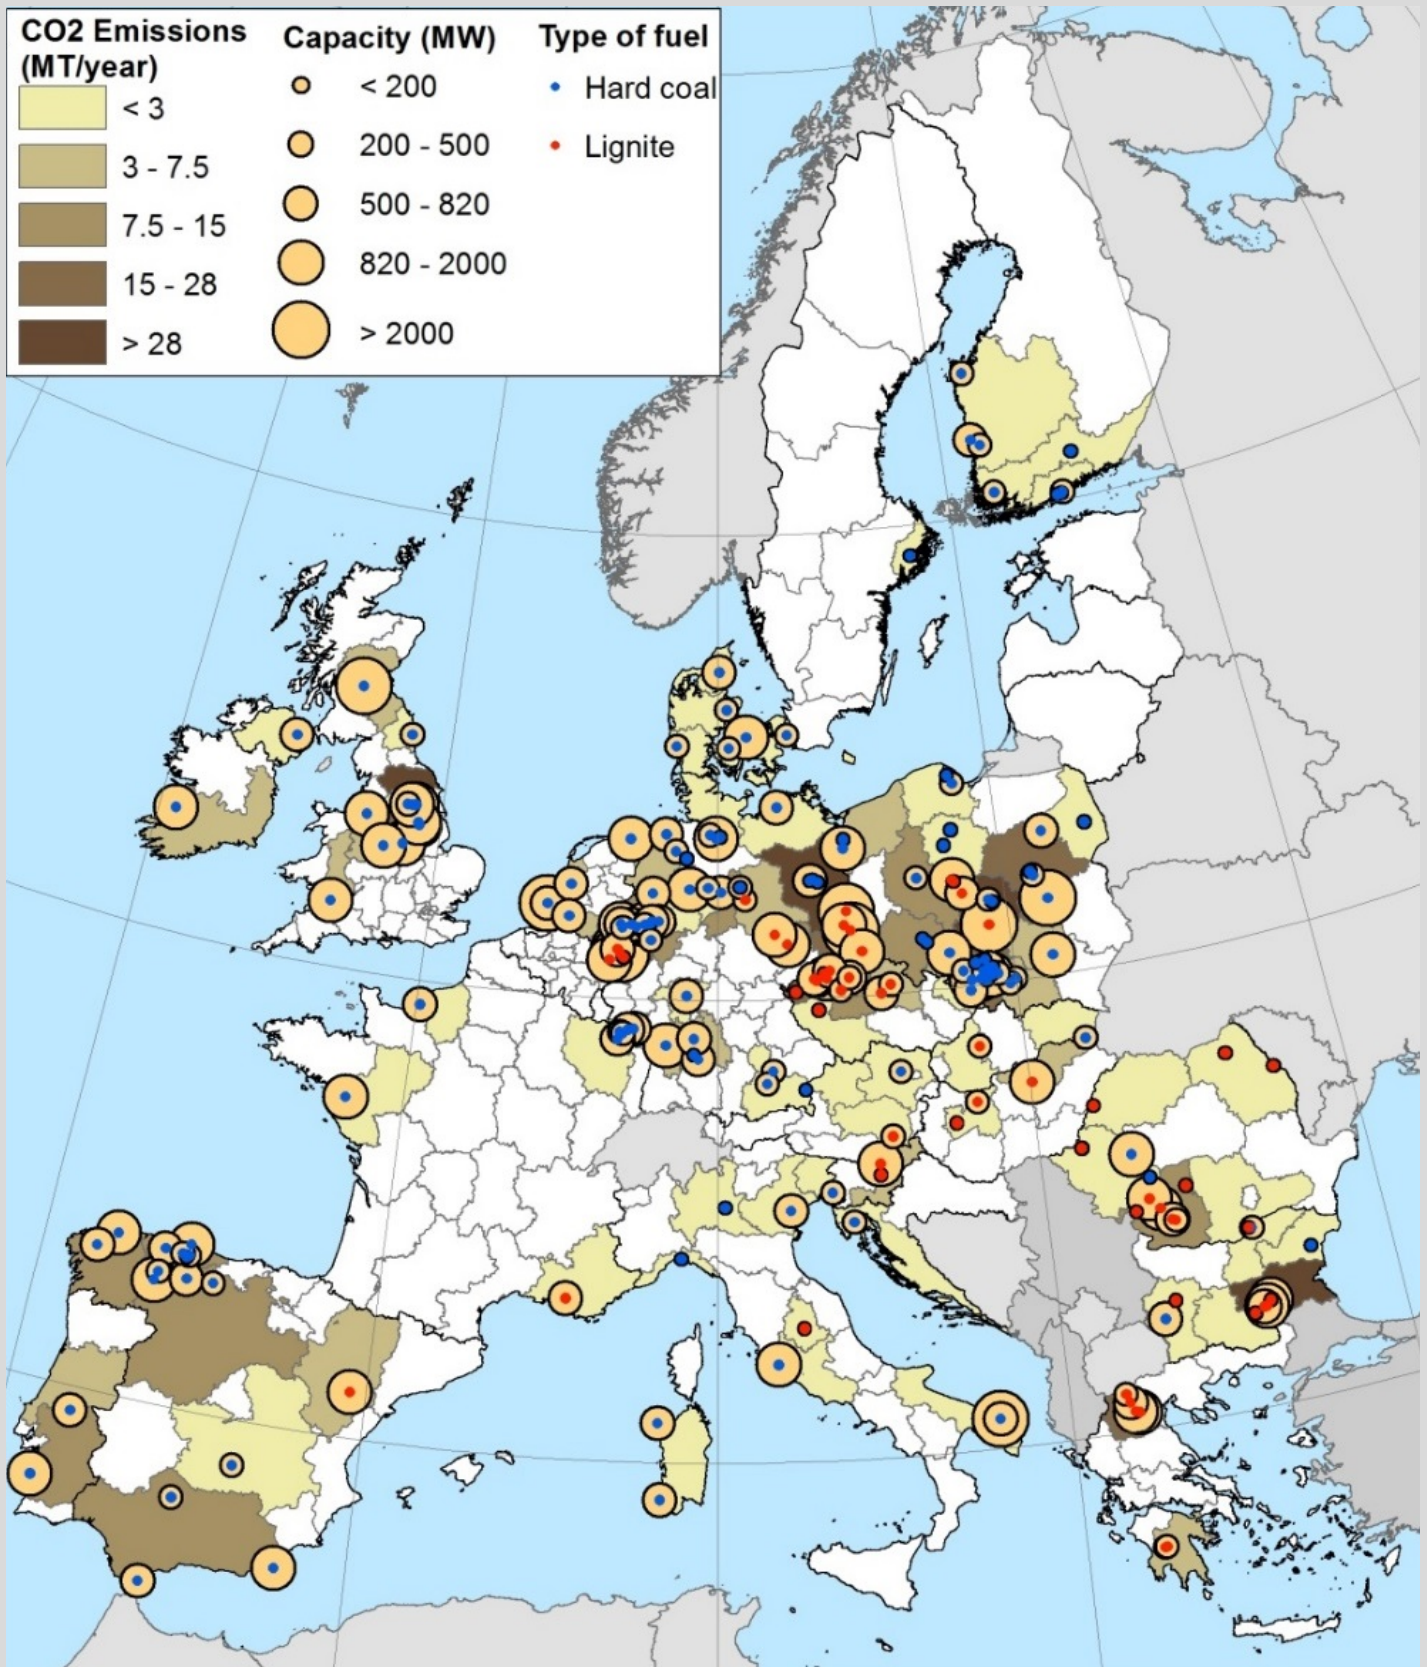 CO2 Emissions
(MT/year)
< 3
3 - 7.5
7.5 - 15
15 - 28
> 28
Capacity (MW)
< 200
200 - 500
500 - 820
820 - 2000
> 2000
Type of fuel
Hard coal
Lignite